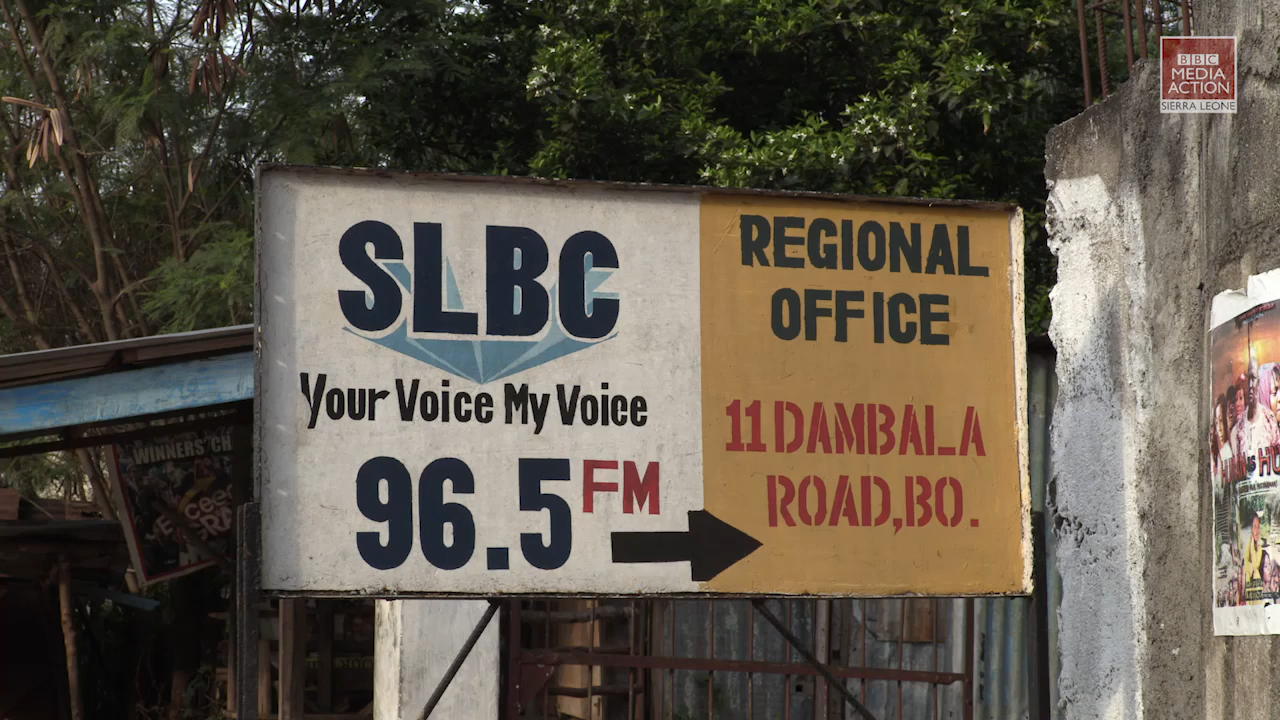 BBC
MEDIA
ACTION
SIERRA LEONE
SLBC
Your Voice My Voice
96.5 FM
REGIONAL
OFFICE
11 DAMBALA
ROAD, BO.
WINNERS' CH